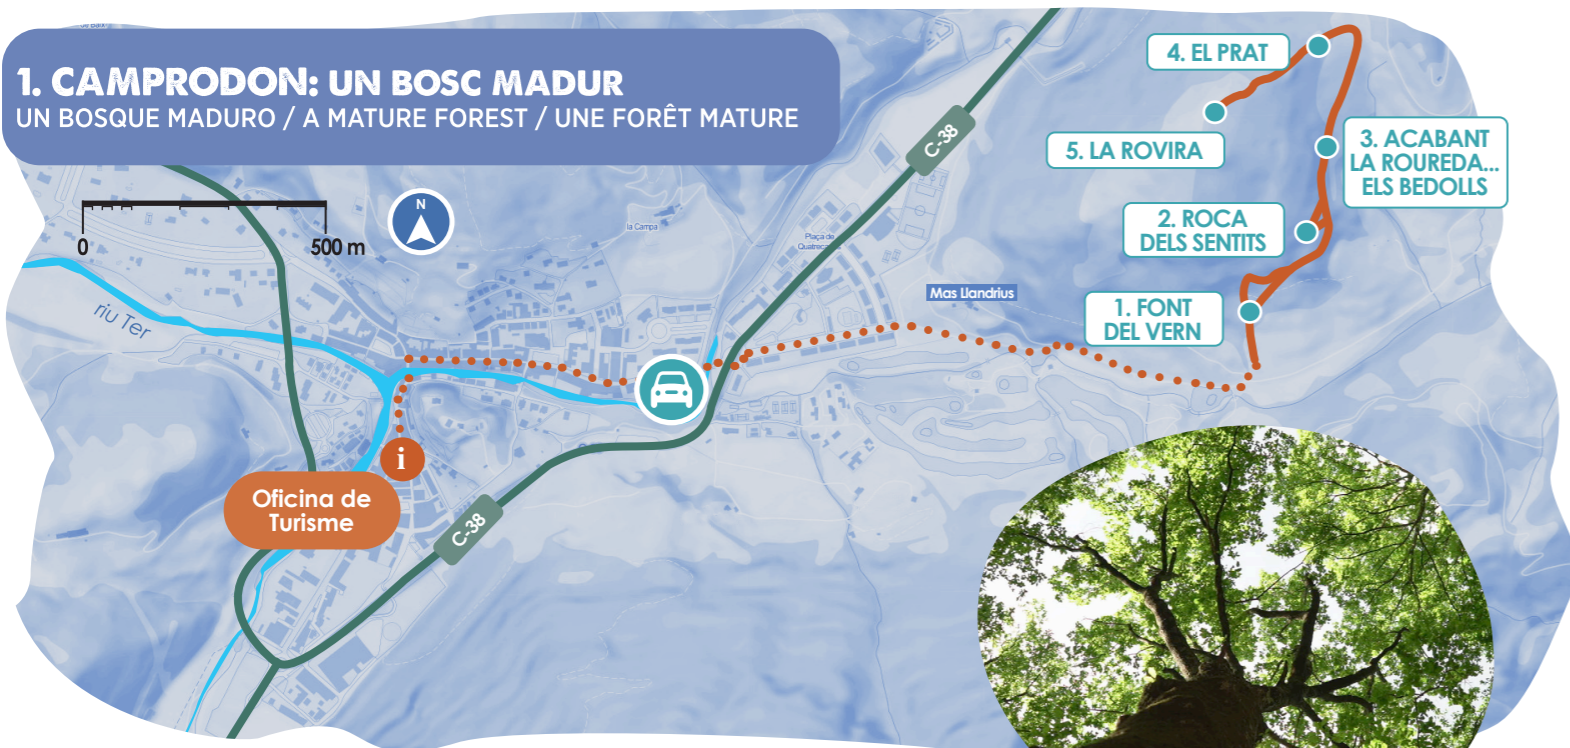 1. CAMPRODON: UN BOSC MADUR
UN BOSQUE MADURO / A MATURE FOREST / UNE FORÊT MATURE
4. EL PRAT
C-38
5. LA ROVIRA
3. ACABANT
LA ROUREDA...
ELS BEDOLLS
N
0
500 m
la Campa
2. ROCA
DELS SENTITS
Plaça de
Mas Llandrius
riu Ter
1. FONT
DEL VERN
i
Oficina de
Turisme
C-38